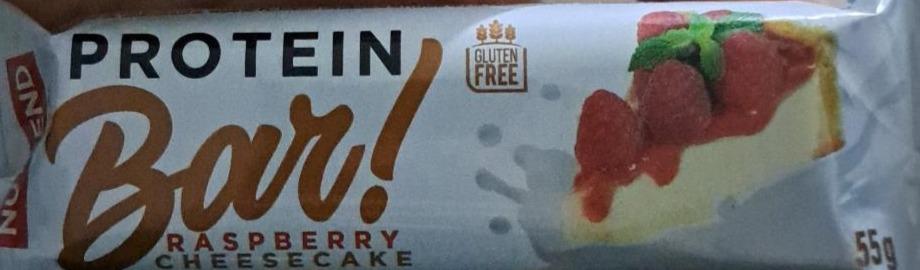 PROTEIN
Bar!
RASPBERRY
CHEESECAKE
GLUTEN
FREE
55g